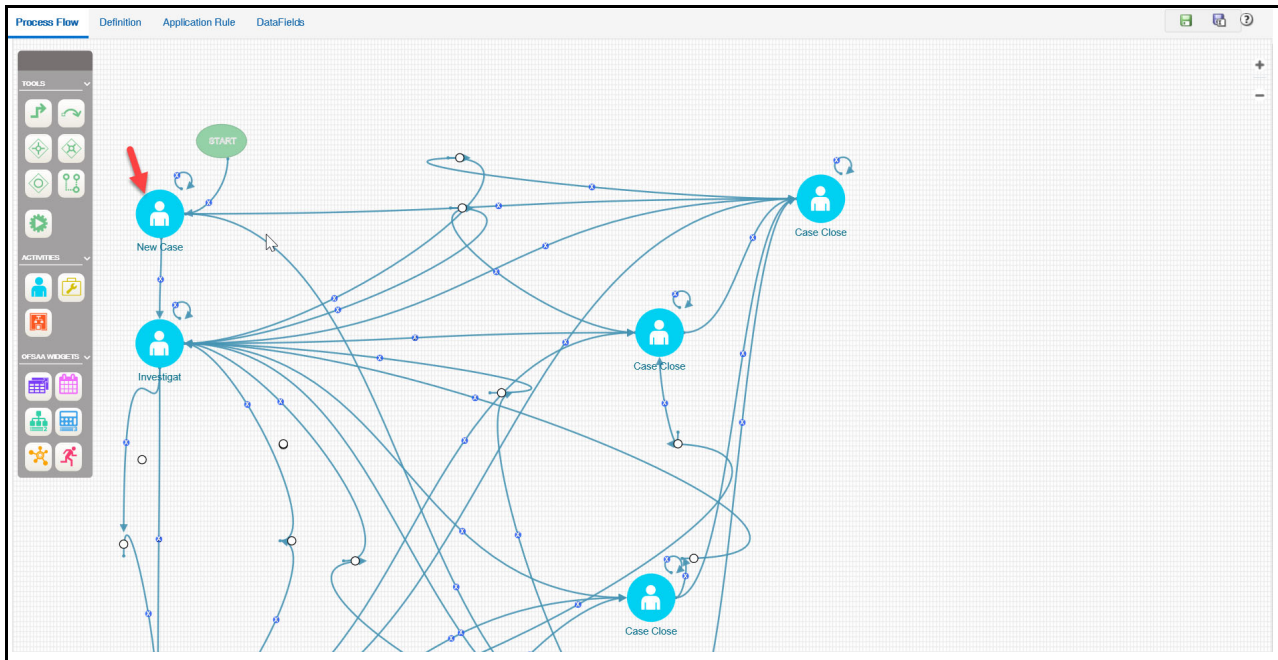 Process Flow Definition Application Rule DataFields
TOOLS
START
New Case
Case Close
ACTIVITIES
Investigat
Case Close
OFSAA WIDGETS
Case Close